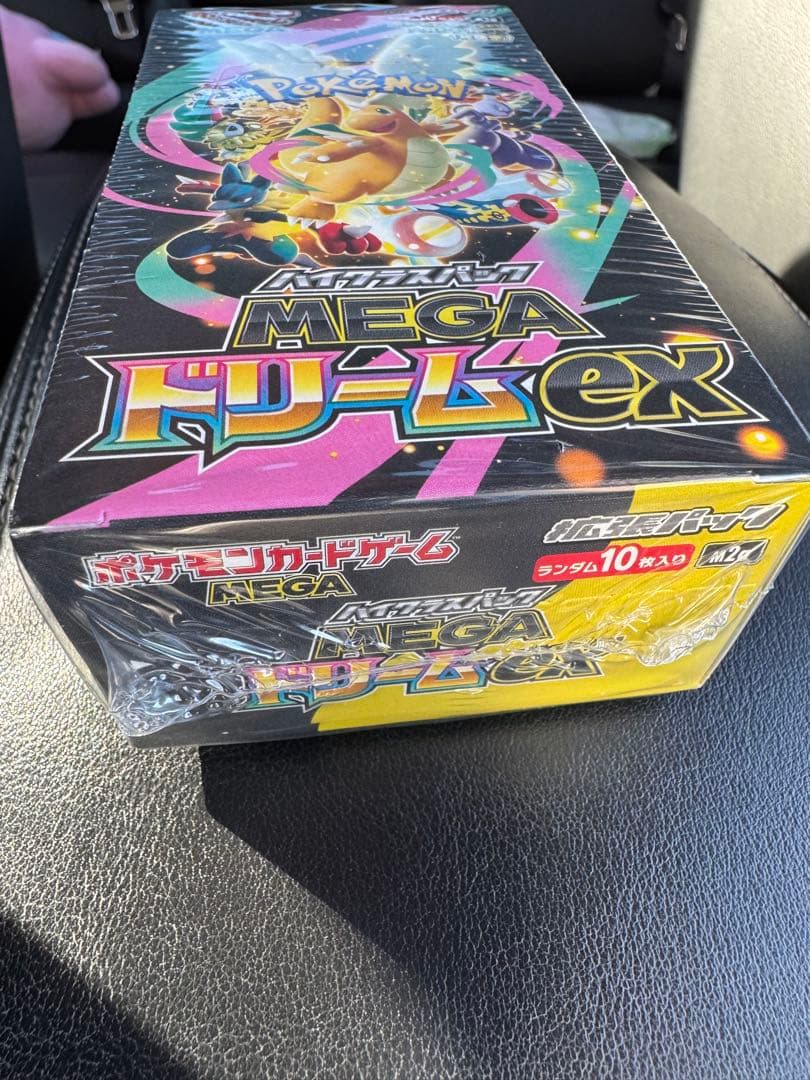 POKÉMON
ハイクラスパック
MEGA
ドリームex
ポケモンカードゲーム
MEGA
拡張パック
ランダム10枚入り
M2a
ハイクラスパック
MEGA
ドリームex